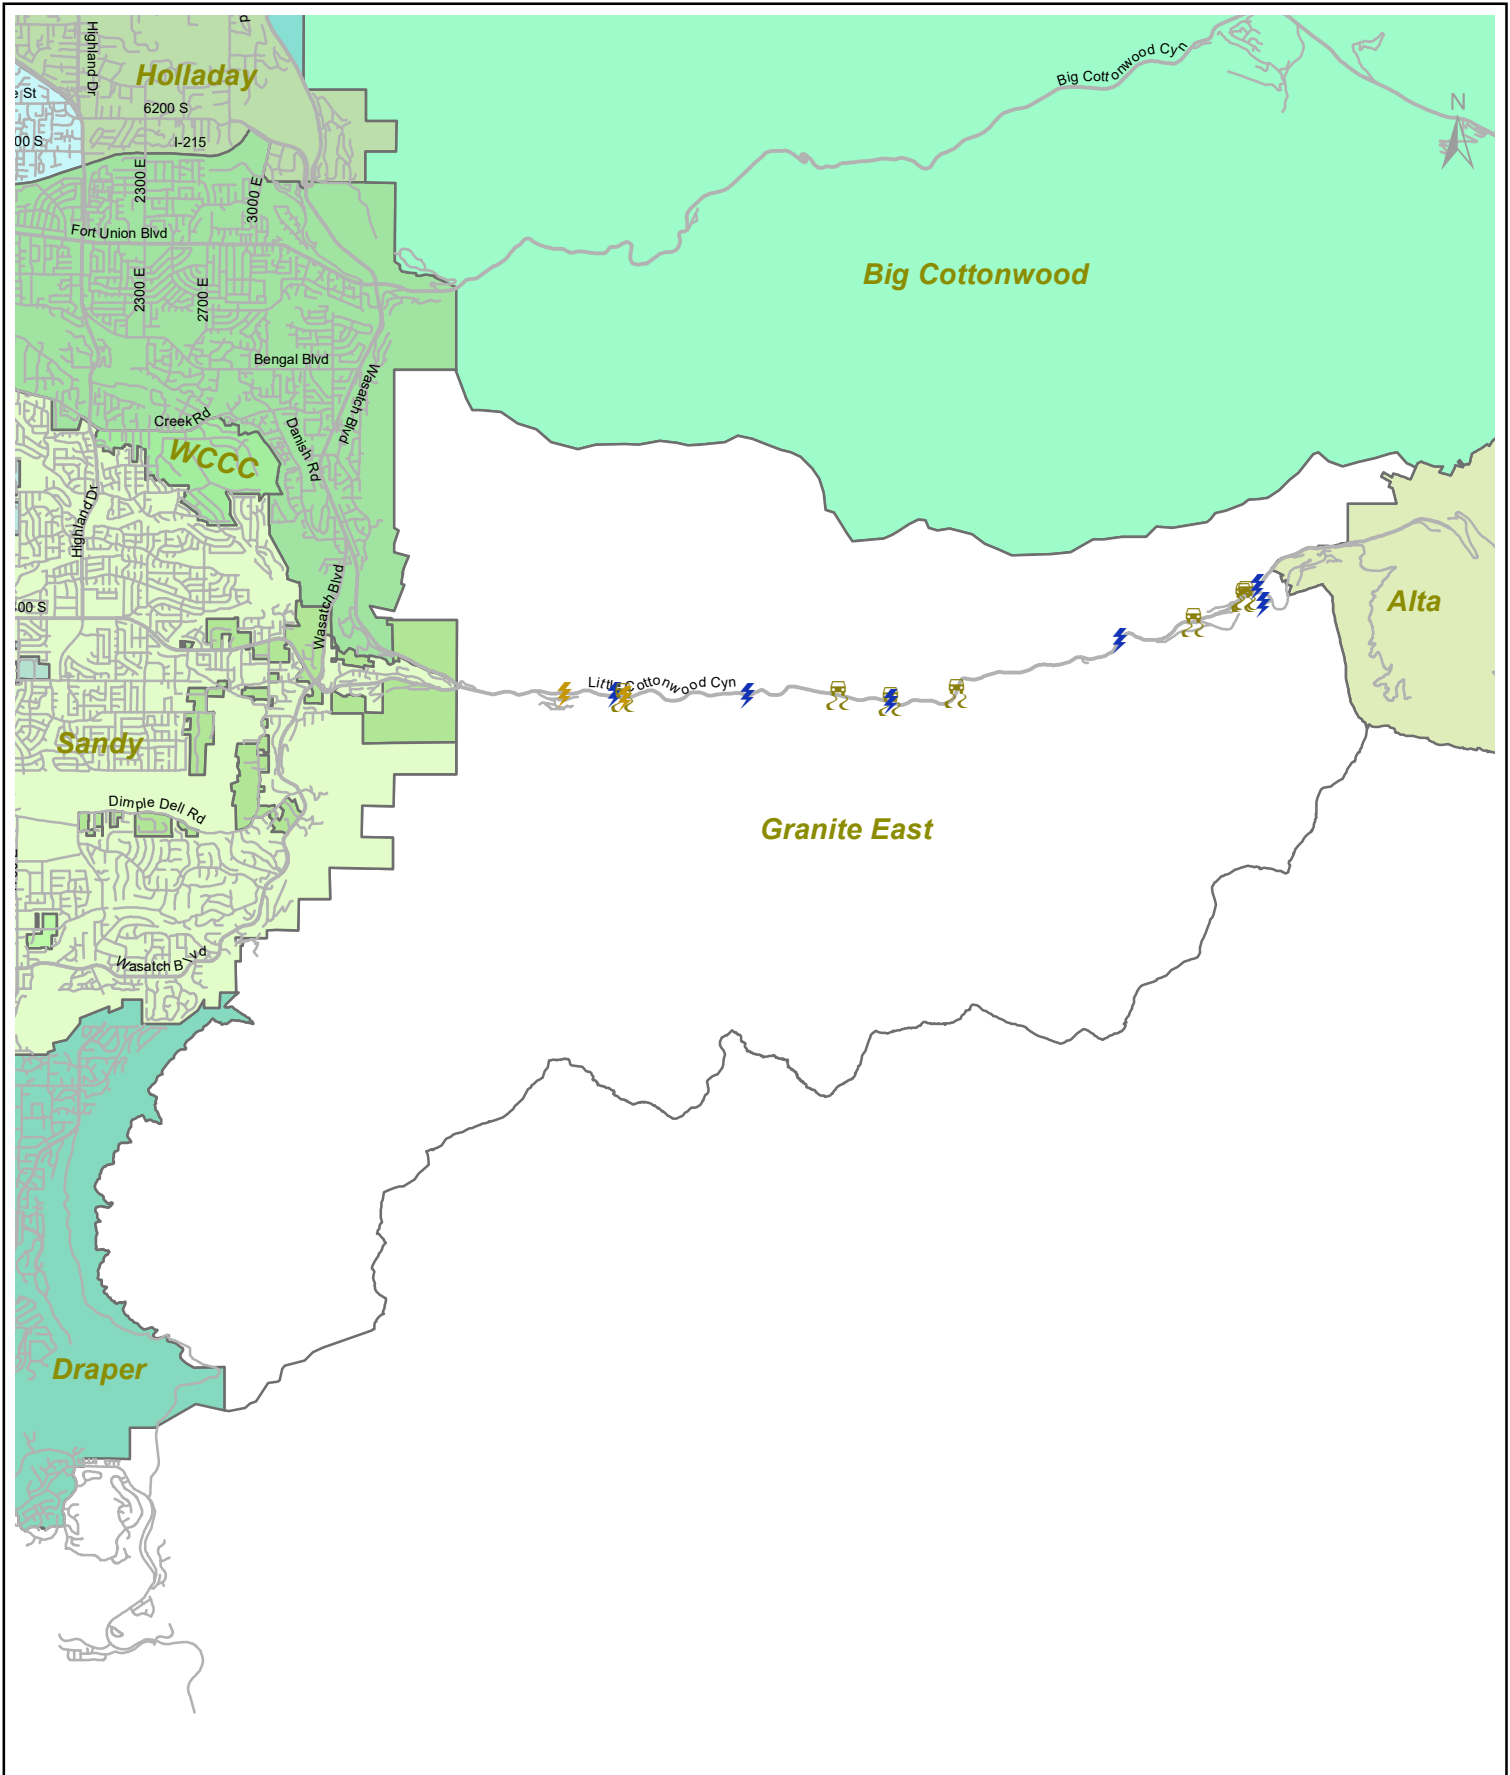 Highland Dr
Holladay
Big Cottonwood Cyn
e St
6200 S
N
00 S
I-215
2300 E
3000 E
Fort Union Blvd
Big Cottonwood
2300 E
2700 E
Bengal Blvd
Wasatch Blvd
Creek Rd
Danish Rd
WCCC
Highland Dr
Wasatch Blvd
Alta
00 S
Little Cottonwood Cyn
Sandy
Dimple Dell Rd
Granite East
Wasatch Blvd
Draper